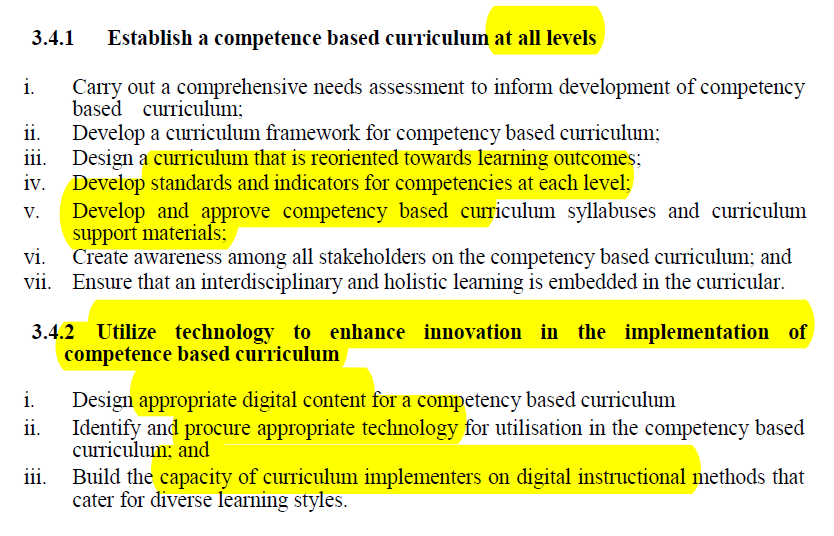 3.4.1 Establish a competence based curriculum at all levels
i. Carry out a comprehensive needs assessment to inform development of competency
based curriculum;
ii. Develop a curriculum framework for competency based curriculum;
iii. Design a curriculum that is reoriented towards learning outcomes;
iv. Develop standards and indicators for competencies at each level;
v. Develop and approve competency based curriculum syllabuses and curriculum
support materials;
vi. Create awareness among all stakeholders on the competency based curriculum; and
vii. Ensure that an interdisciplinary and holistic learning is embedded in the curricular.
3.4.2 Utilize technology to enhance innovation in the implementation of
competence based curriculum
i. Design appropriate digital content for a competency based curriculum
ii. Identify and procure appropriate technology for utilisation in the competency based
curriculum; and
iii. Build the capacity of curriculum implementers on digital instructional methods that
cater for diverse learning styles.